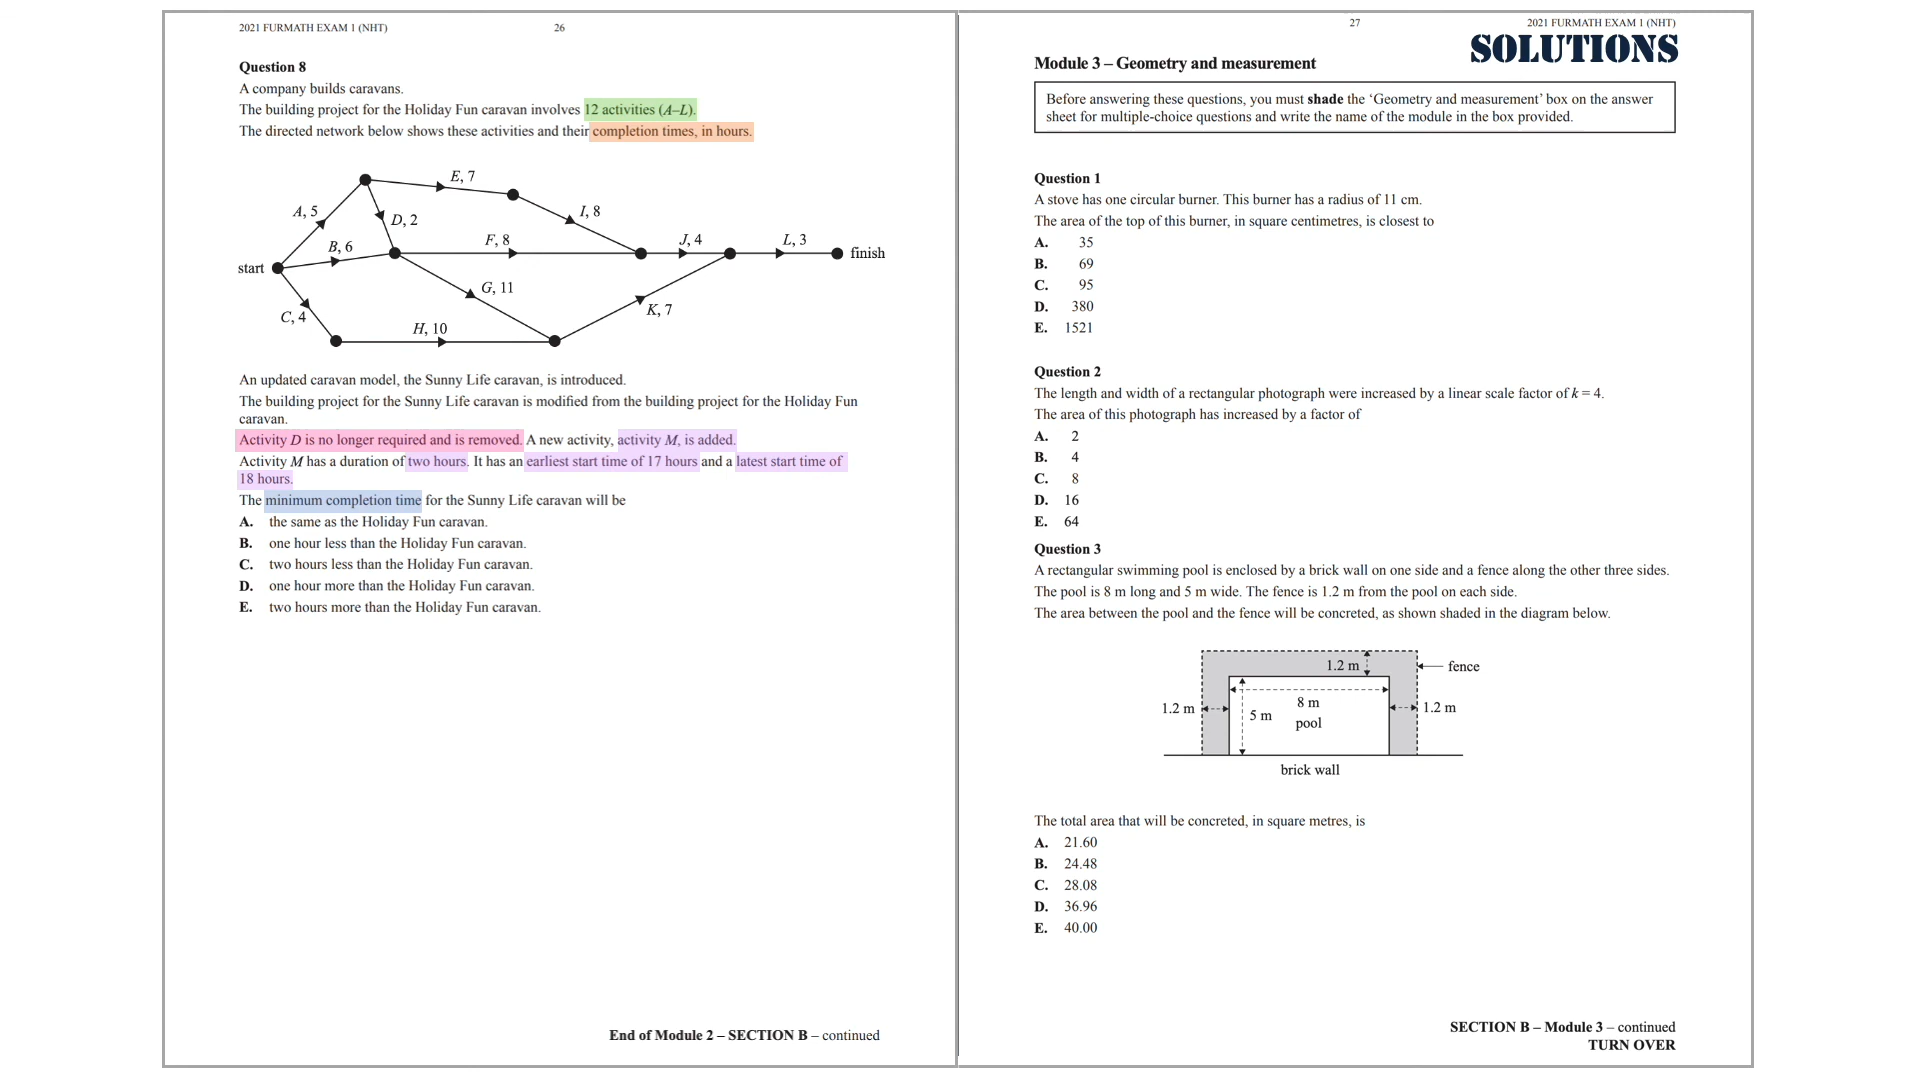 2021 FURMATH EXAM 1 (NHT)
26
Question 8
A company builds caravans.
The building project for the Holiday Fun caravan involves 12 activities (A–L).
The directed network below shows these activities and their completion times, in hours.
E, 7
A, 5
D, 2
I, 8
B, 6
F, 8
J, 4
L, 3
start
finish
G, 11
C, 4
K, 7
H, 10
An updated caravan model, the Sunny Life caravan, is introduced.
The building project for the Sunny Life caravan is modified from the building project for the Holiday Fun
caravan.
Activity D is no longer required and is removed. A new activity, activity M, is added.
Activity M has a duration of two hours. It has an earliest start time of 17 hours and a latest start time of
18 hours.
The minimum completion time for the Sunny Life caravan will be
A. the same as the Holiday Fun caravan.
B. one hour less than the Holiday Fun caravan.
C. two hours less than the Holiday Fun caravan.
D. one hour more than the Holiday Fun caravan.
E. two hours more than the Holiday Fun caravan.
End of Module 2 – SECTION B – continued
27
2021 FURMATH EXAM 1 (NHT)
SOLUTIONS
Module 3 – Geometry and measurement
Before answering these questions, you must shade the ‘Geometry and measurement’ box on the answer
sheet for multiple-choice questions and write the name of the module in the box provided.
Question 1
A stove has one circular burner. This burner has a radius of 11 cm.
The area of the top of this burner, in square centimetres, is closest to
A. 35
B. 69
C. 95
D. 380
E. 1521
Question 2
The length and width of a rectangular photograph were increased by a linear scale factor of k = 4.
The area of this photograph has increased by a factor of
A. 2
B. 4
C. 8
D. 16
E. 64
Question 3
A rectangular swimming pool is enclosed by a brick wall on one side and a fence along the other three sides.
The pool is 8 m long and 5 m wide. The fence is 1.2 m from the pool on each side.
The area between the pool and the fence will be concreted, as shown shaded in the diagram below.
1.2 m
fence
8 m
1.2 m
5 m
pool
1.2 m
brick wall
The total area that will be concreted, in square metres, is
A. 21.60
B. 24.48
C. 28.08
D. 36.96
E. 40.00
SECTION B – Module 3 – continued
TURN OVER